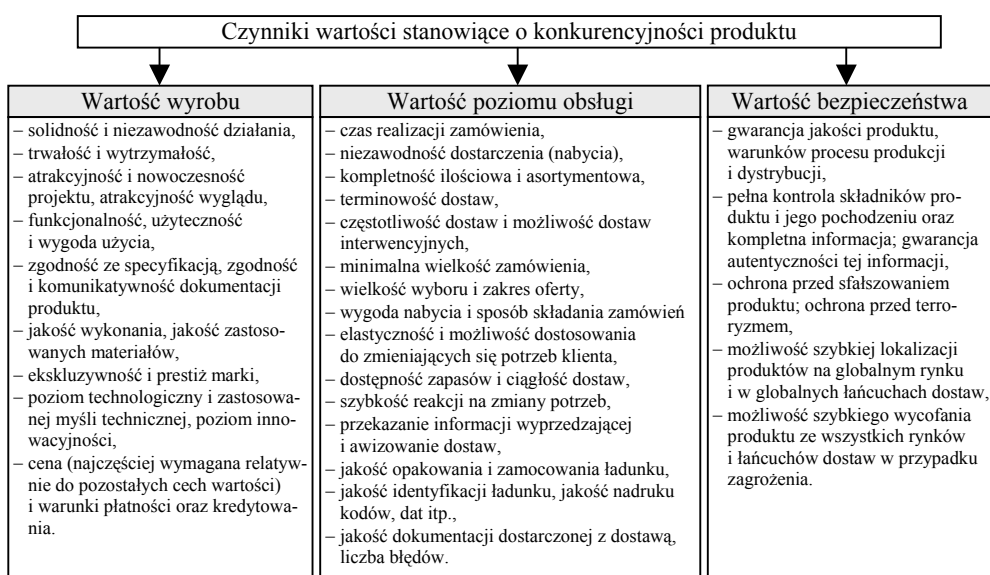 Czynniki wartości stanowiące o konkurencyjności produktu
Wartość wyrobu
– solidność i niezawodność działania,
– trwałość i wytrzymałość,
– atrakcyjność i nowoczesność
projektu, atrakcyjność wyglądu,
– funkcjonalność, użyteczność
i wygoda użycia,
– zgodność ze specyfikacją, zgodność
i komunikatywność dokumentacji
produktu,
– jakość wykonania, jakość zastoso-
wanych materiałów,
– ekskluzywność i prestiż marki,
– poziom technologiczny i zastosowa-
nej myśli technicznej, poziom inno-
wacyjności,
– cena (najczęściej wymagana relatyw-
nie do pozostałych cech wartości)
i warunki płatności oraz kredytowa-
nia.
Wartość poziomu obsługi
– czas realizacji zamówienia,
– niezawodność dostarczenia (nabycia),
– kompletność ilościowa i asortymentowa,
– terminowość dostaw,
– częstotliwość dostaw i możliwość dostaw
interwencyjnych,
– minimalna wielkość zamówienia,
– wielkość wyboru i zakres oferty,
– wygoda nabycia i sposób składania zamówień
– elastyczność i możliwość dostosowania
do zmieniających się potrzeb klienta,
– dostępność zapasów i ciągłość dostaw,
– szybkość reakcji na zmiany potrzeb,
– przekazanie informacji wyprzedzającej
i awizowanie dostaw,
– jakość opakowania i zamocowania ładunku,
– jakość identyfikacji ładunku, jakość nadruku
kodów, dat itp.,
– jakość dokumentacji dostarczonej z dostawą,
liczba błędów.
Wartość bezpieczeństwa
– gwarancja jakości produktu,
warunków procesu produkcji
i dystrybucji,
– pełna kontrola składników pro-
duktu i jego pochodzeniu oraz
kompletna informacja; gwarancja
autentyczności tej informacji,
– ochrona przed sfałszowaniem
produktu; ochrona przed terro-
ryzmem,
– możliwość szybkiej lokalizacji
produktów na globalnym rynku
i w globalnych łańcuchach dostaw,
– możliwość szybkiego wycofania
produktu ze wszystkich rynków
i łańcuchów dostaw w przypadku
zagrożenia.